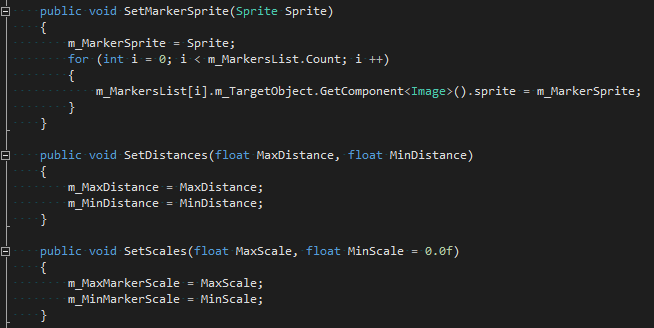 public void SetMarkerSprite(Sprite Sprite)
{
m_MarkerSprite = Sprite;
for (int i = 0; i < m_MarkersList.Count; i ++)
{
m_MarkersList[i].m_TargetObject.GetComponent<Image>().sprite = m_MarkerSprite;
}
}
public void SetDistances(float MaxDistance, float MinDistance)
{
m_MaxDistance = MaxDistance;
m_MinDistance = MinDistance;
}
public void SetScales(float MaxScale, float MinScale = 0.0f)
{
m_MaxMarkerScale = MaxScale;
m_MinMarkerScale = MinScale;
}